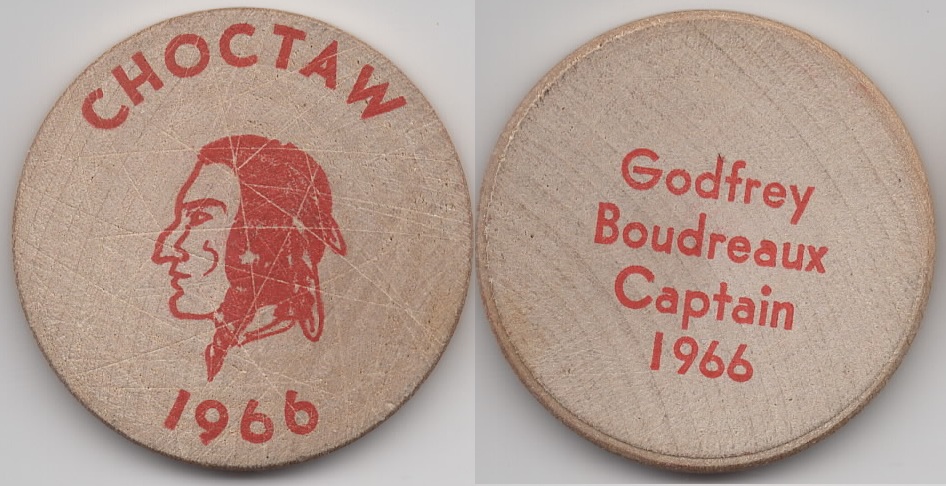 CHOCTAW
1966
Godfrey
Boudreaux
Captain
1966